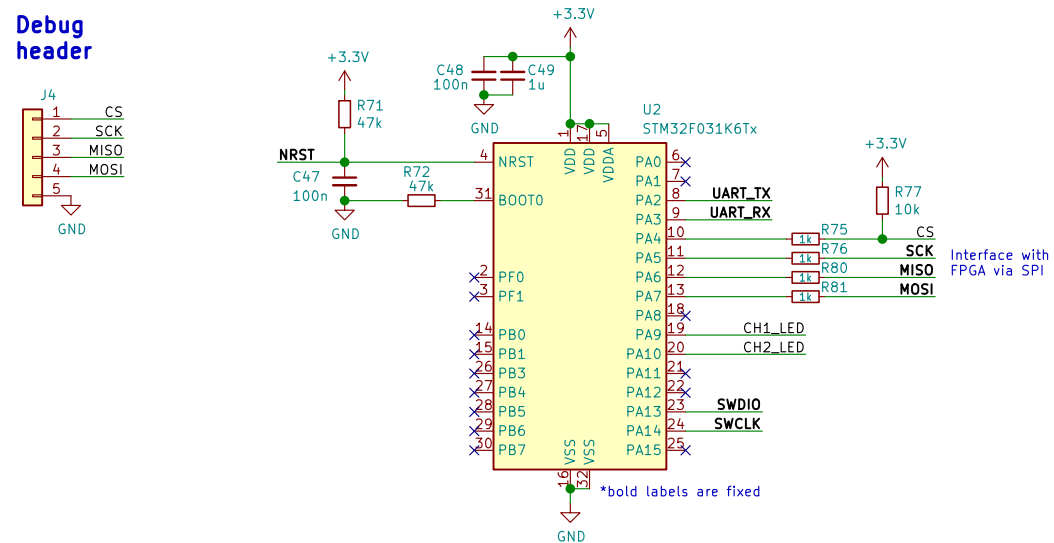 Debug
header
J4
1 CS
2 SCK
3 MISO
4 MOSI
5
GND
+3.3V
R71
47k
NRST
C47
100n
R72
47k
GND
+3.3V
C48
100n
C49
1u
GND
U2
STM32F031K6Tx
1 17 5
VDD VDD VDDA
4 NRST
31 BOOT0
2 PF0
3 PF1
14 PB0
15 PB1
26 PB3
27 PB4
28 PB5
29 PB6
30 PB7
PA0 6
PA1 7
PA2 8 UART_TX
PA3 9 UART_RX
PA4 10 1k R75 CS
PA5 11 1k R76 SCK
PA6 12 1k R80 MISO
PA7 13 1k R81 MOSI
PA8 18
PA9 19 CH1_LED
PA10 20 CH2_LED
PA11 21
PA12 22
PA13 23 SWDIO
PA14 24 SWCLK
PA15 25
VSS VSS
16 32
GND
*bold labels are fixed
+3.3V
R77
10k
Interface with
FPGA via SPI